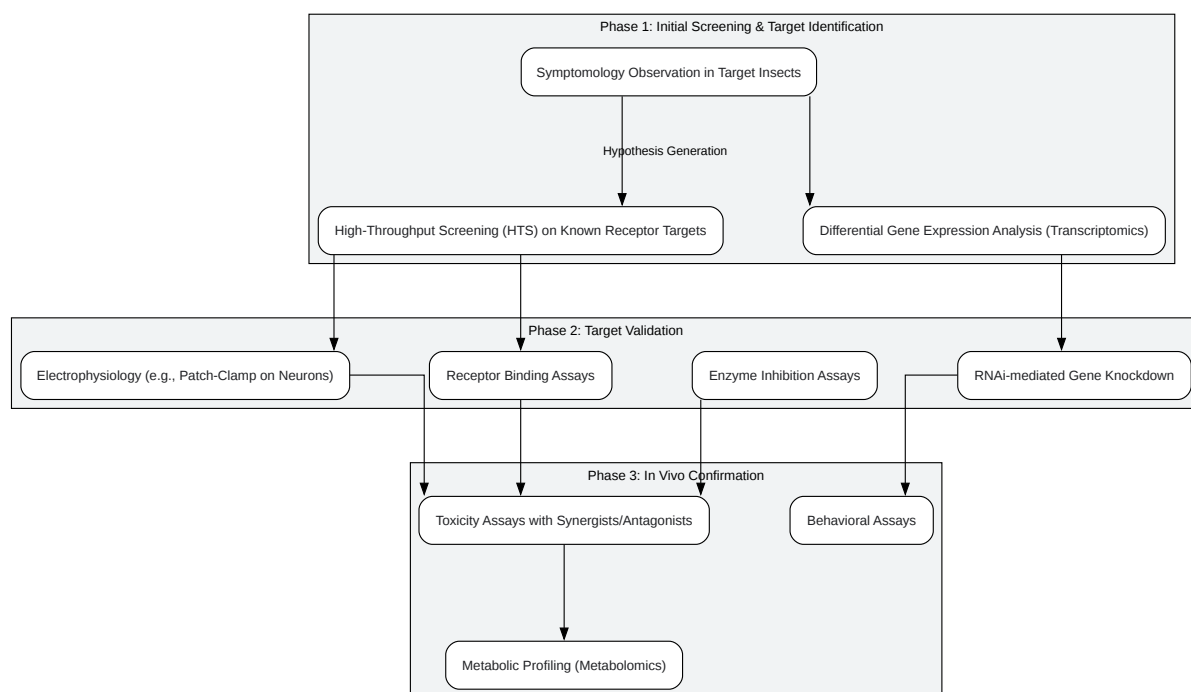 Phase 1: Initial Screening & Target Identification
Symptomology Observation in Target Insects
Hypothesis Generation
High-Throughput Screening (HTS) on Known Receptor Targets
Differential Gene Expression Analysis (Transcriptomics)
Phase 2: Target Validation
Electrophysiology (e.g., Patch-Clamp on Neurons)
Receptor Binding Assays
Enzyme Inhibition Assays
RNAi-mediated Gene Knockdown
Phase 3: In Vivo Confirmation
Toxicity Assays with Synergists/Antagonists
Behavioral Assays
Metabolic Profiling (Metabolomics)